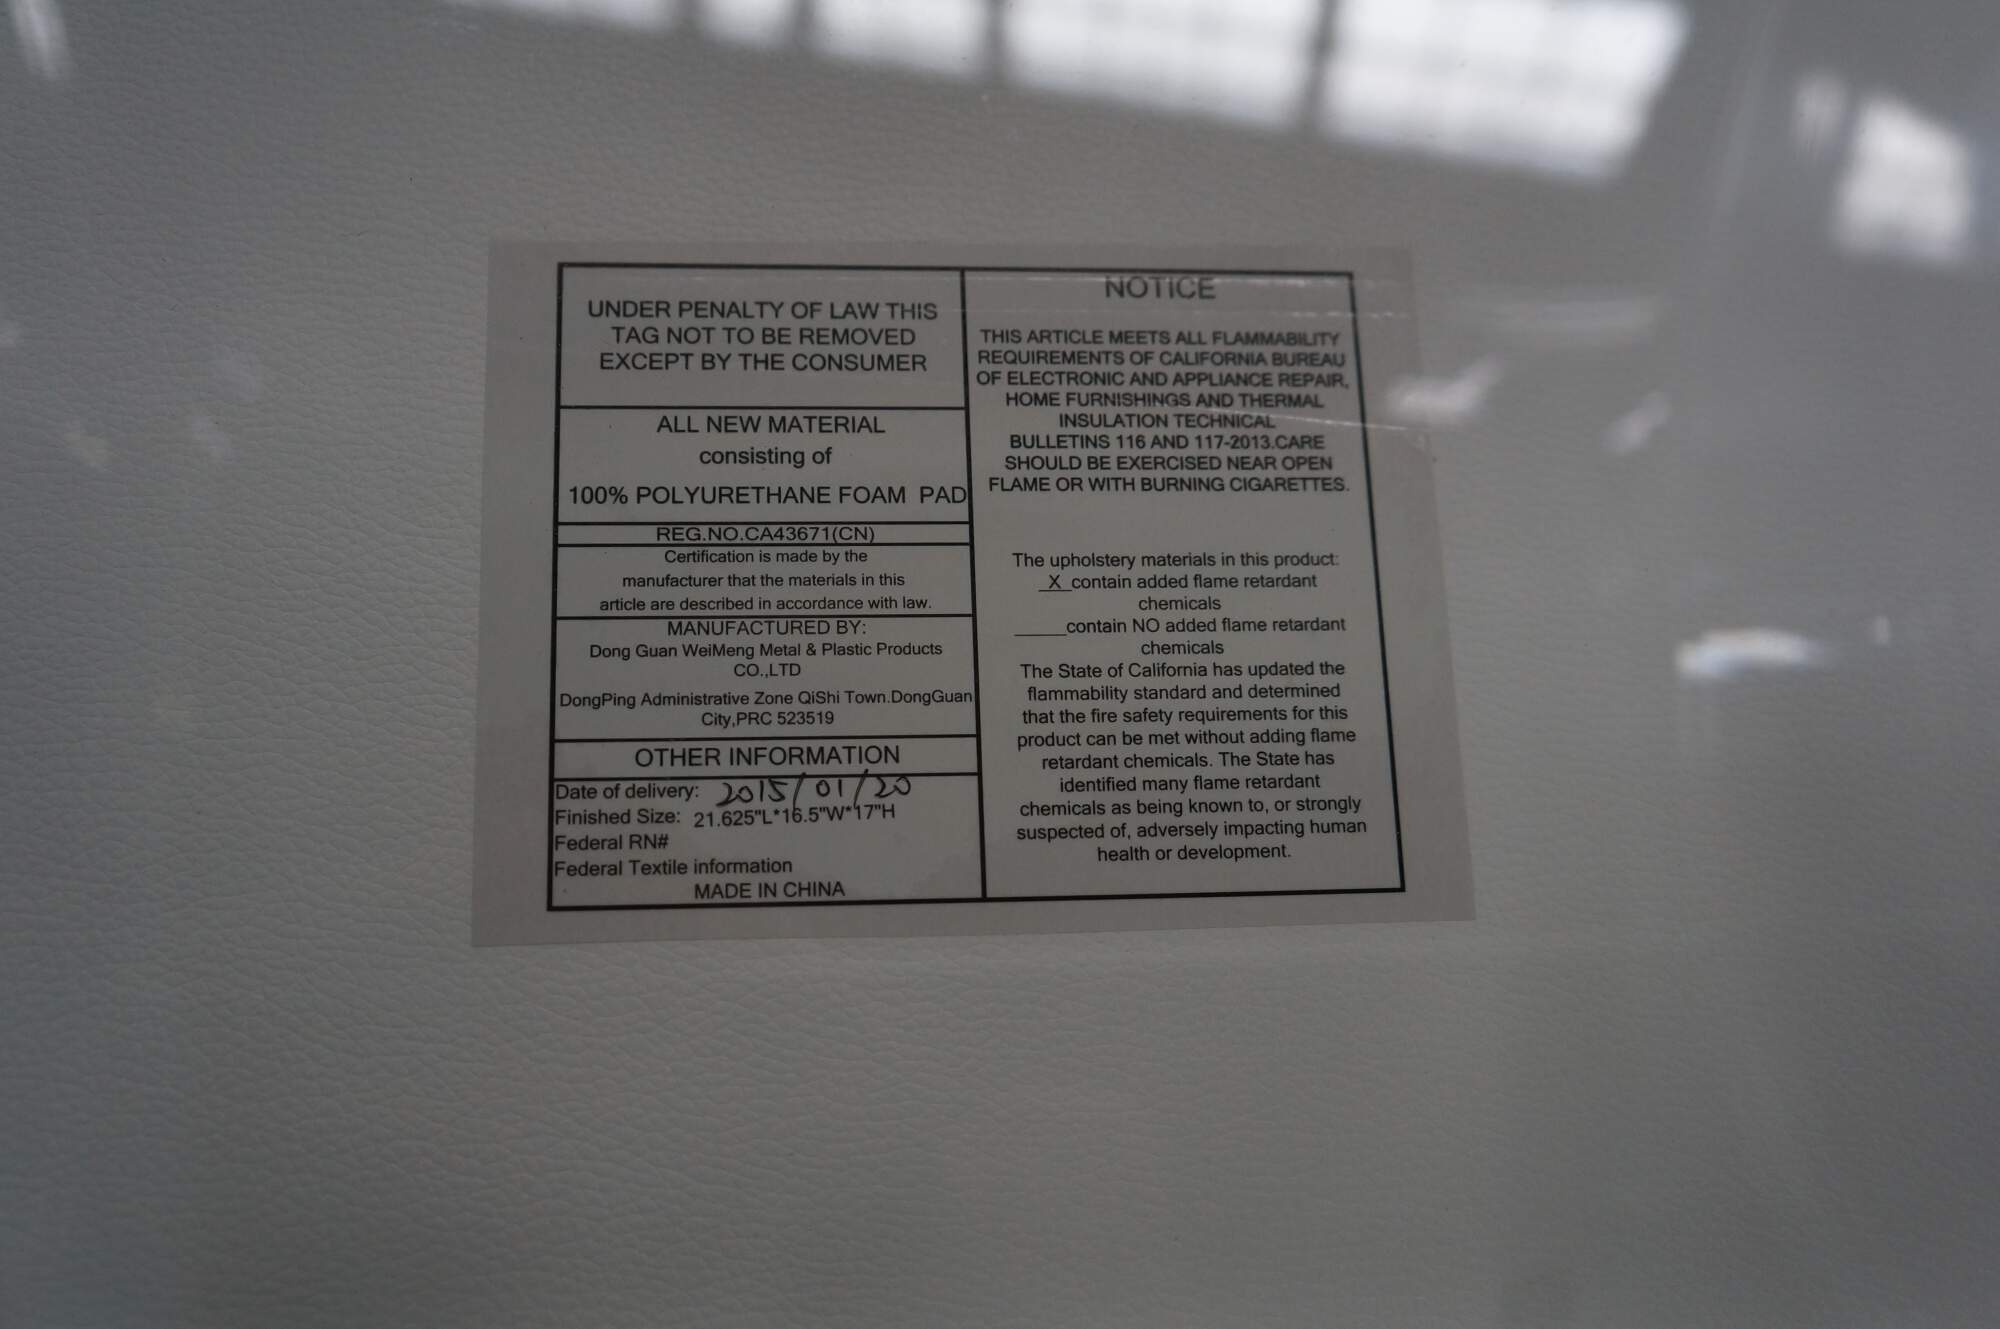 UNDER PENALTY OF LAW THIS
TAG NOT TO BE REMOVED
EXCEPT BY THE CONSUMER
ALL NEW MATERIAL
consisting of
100% POLYURETHANE FOAM PAD
REG.NO.CA43671(CN)
Certification is made by the
manufacturer that the materials in this
article are described in accordance with law.
MANUFACTURED BY:
Dong Guan WeiMeng Metal & Plastic Products
CO.,LTD
DongPing Administrative Zone QiShi Town.DongGuan
City,PRC 523519
OTHER INFORMATION
Date of delivery: 2015/01/20
Finished Size: 21.625"L*16.5"W*17"H
Federal RN#
Federal Textile information
MADE IN CHINA
NOTICE
THIS ARTICLE MEETS ALL FLAMMABILITY
REQUIREMENTS OF CALIFORNIA BUREAU
OF ELECTRONIC AND APPLIANCE REPAIR,
HOME FURNISHINGS AND THERMAL
INSULATION TECHNICAL
BULLETINS 116 AND 117-2013.CARE
SHOULD BE EXERCISED NEAR OPEN
FLAME OR WITH BURNING CIGARETTES.
The upholstery materials in this product:
_X_contain added flame retardant
chemicals
_____contain NO added flame retardant
chemicals
The State of California has updated the
flammability standard and determined
that the fire safety requirements for this
product can be met without adding flame
retardant chemicals. The State has
identified many flame retardant
chemicals as being known to, or strongly
suspected of, adversely impacting human
health or development.